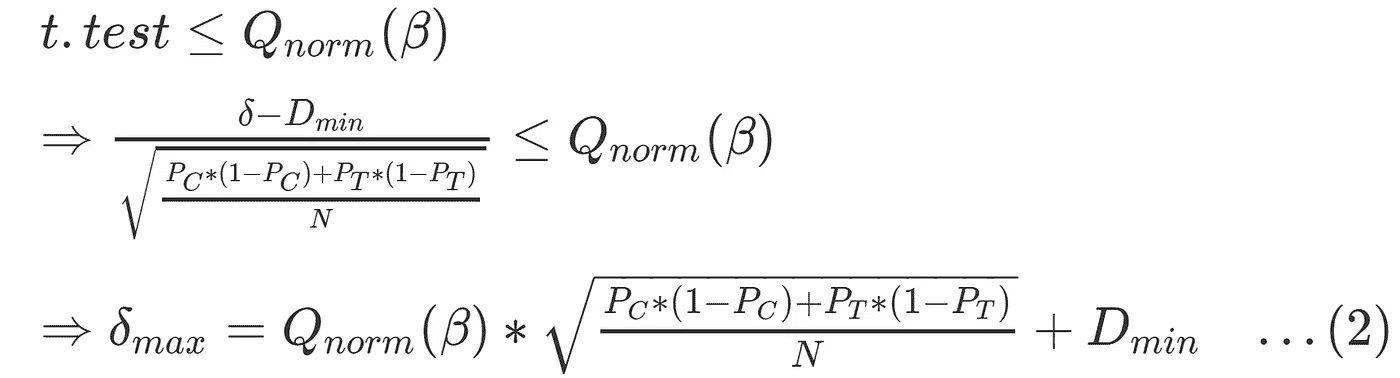 t.test ≤ Q_norm(β)
⇒ (δ−D_min)/√((P_C*(1−P_C)+P_T*(1−P_T))/N) ≤ Q_norm(β)
⇒ δ_max = Q_norm(β) * √((P_C*(1−P_C)+P_T*(1−P_T))/N) + D_min ...(2)